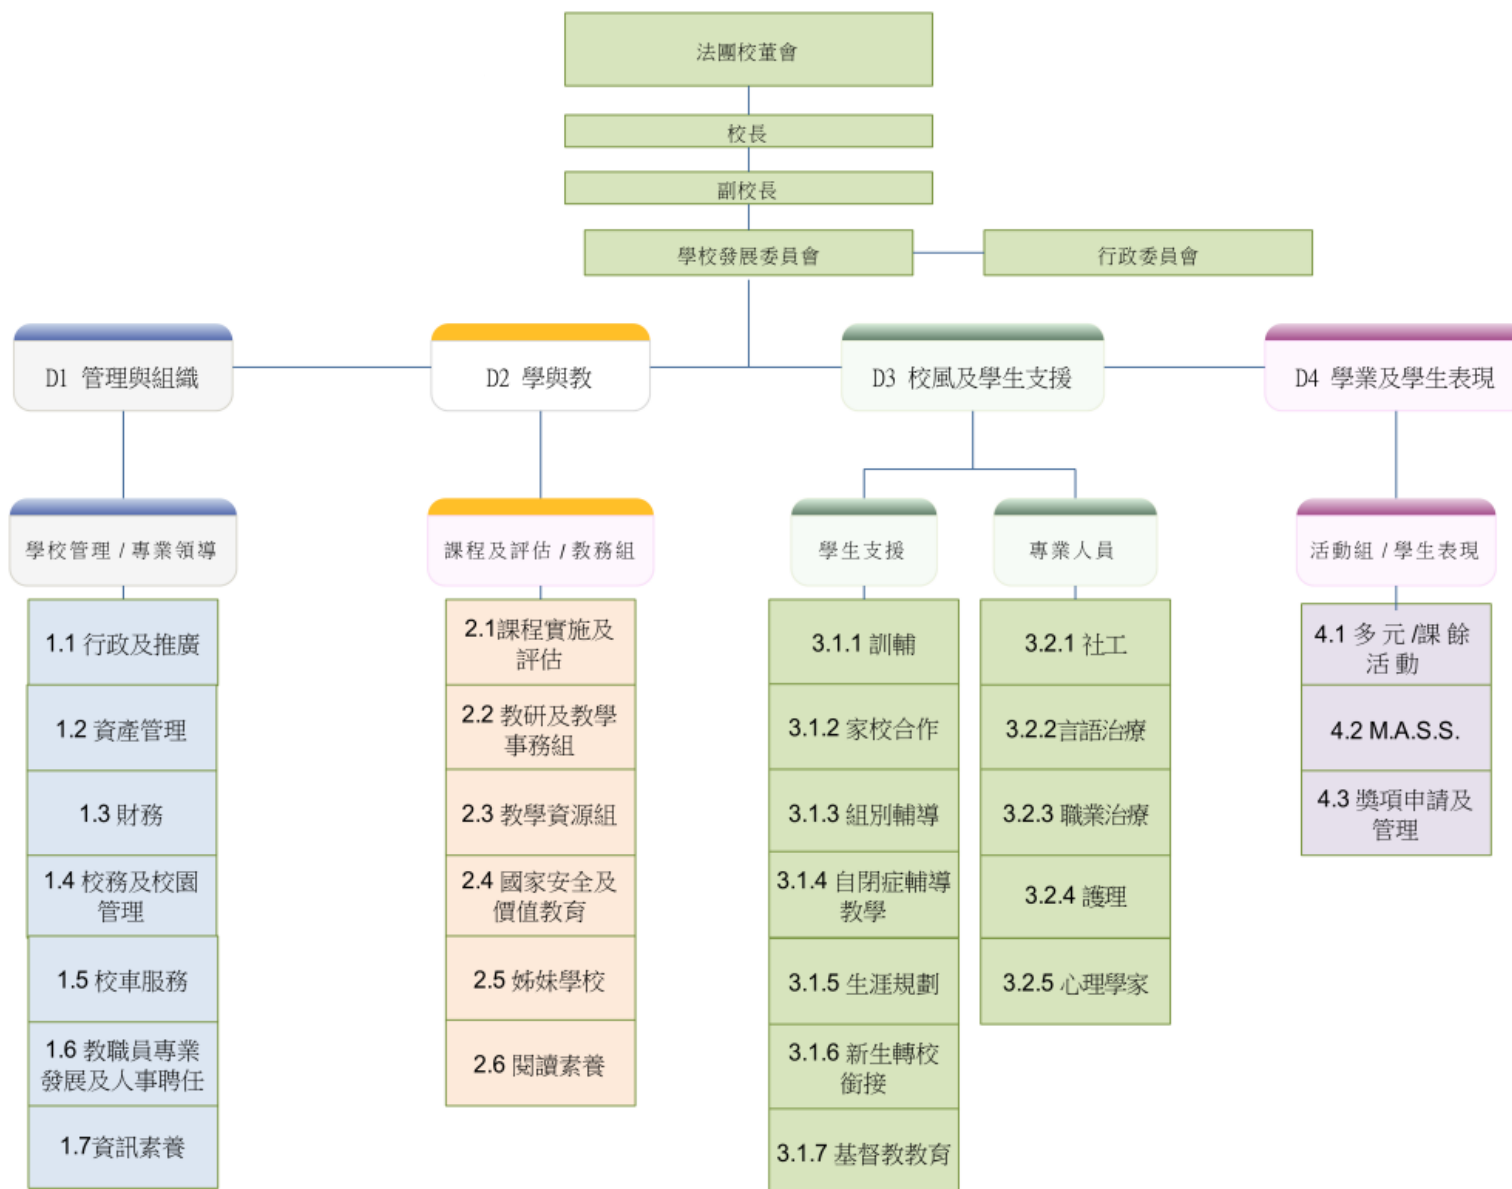 法團校董會
校長
副校長
學校發展委員會
行政委員會
D1 管理與組織
D2 學與教
D3 校風及學生支援
D4 學業及學生表現
學校管理 / 專業領導
課程及評估 / 教務組
學生支援
專業人員
活動組 / 學生表現
1.1 行政及推廣
1.2 資產管理
1.3 財務
1.4 校務及校園
管理
1.5 校車服務
1.6 教職員專業
發展及人事聘任
1.7資訊素養
2.1課程實施及
評估
2.2 教研及教學
事務組
2.3 教學資源組
2.4 國家安全及
價值教育
2.5 姊妹學校
2.6 閱讀素養
3.1.1 訓輔
3.1.2 家校合作
3.1.3 組別輔導
3.1.4 自閉症輔導
教學
3.1.5 生涯規劃
3.1.6 新生轉校
銜接
3.1.7 基督教教育
3.2.1 社工
3.2.2言語治療
3.2.3 職業治療
3.2.4 護理
3.2.5 心理學家
4.1 多元/課餘
活動
4.2 M.A.S.S.
4.3 獎項申請及
管理